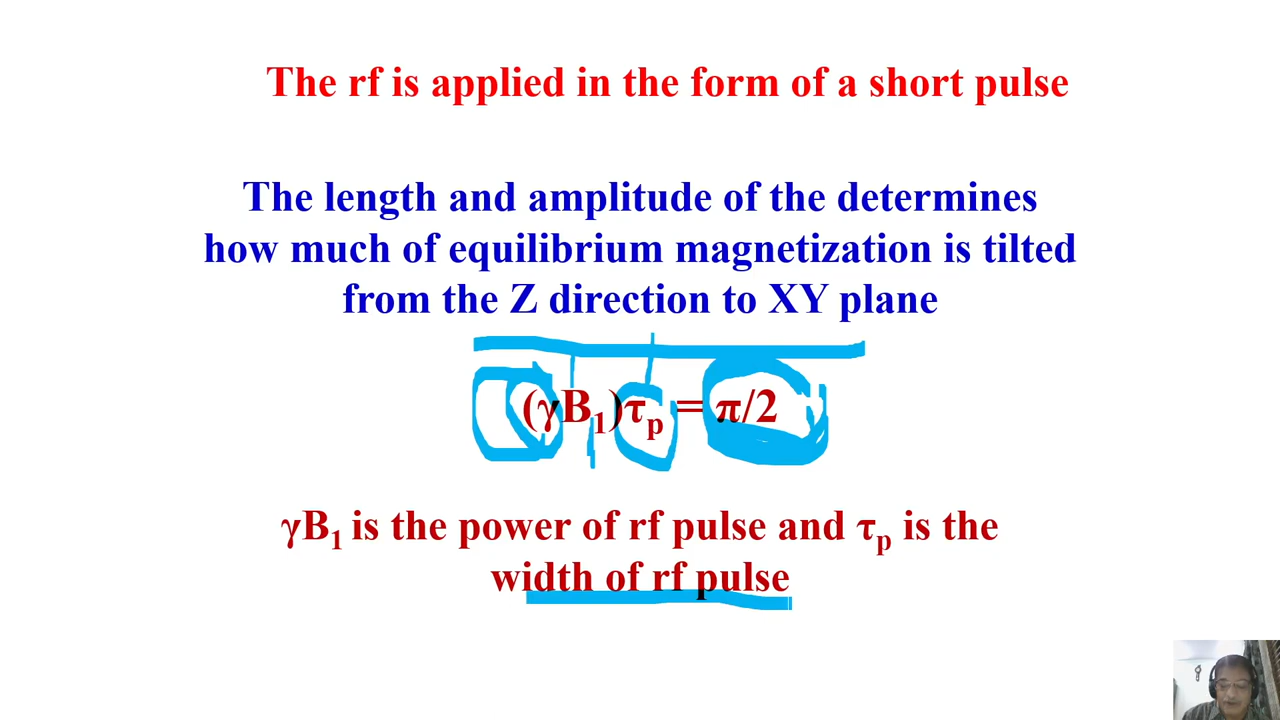 The rf is applied in the form of a short pulse
The length and amplitude of the determines
how much of equilibrium magnetization is tilted
from the Z direction to XY plane
(γB₁)τₚ = π/2
γB₁ is the power of rf pulse and τₚ is the
width of rf pulse